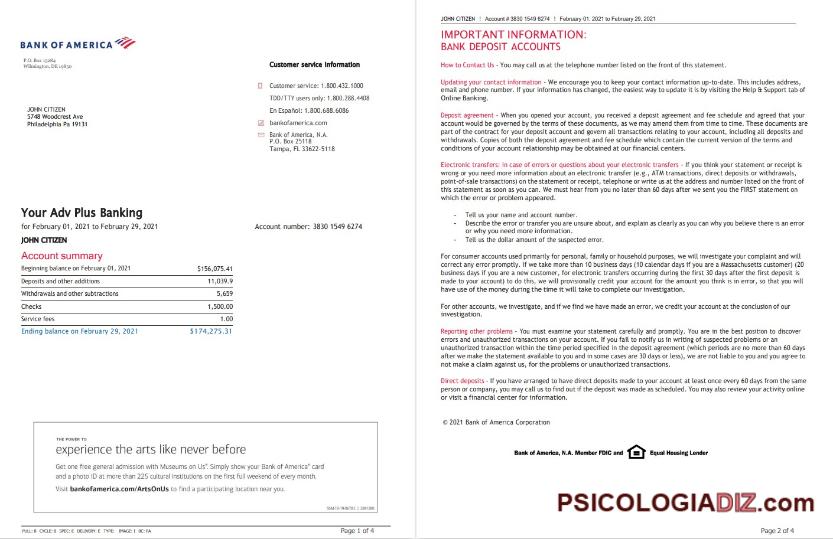 BANK OF AMERICA
P.O. Box 15284
Wilmington, DE 19850
Customer service information
Customer service: 1.800.432.1000
TDD/TTY users only: 1.800.288.4408
En Español: 1.800.688.6086
bankofamerica.com
Bank of America, N.A.
P.O. Box 25118
Tampa, FL 33622-5118
JOHN CITIZEN
5748 Woodcrest Ave
Philadelphia Pa 19131
Your Adv Plus Banking
for February 01, 2021 to February 29, 2021 Account number: 3830 1549 6274
JOHN CITIZEN
Account summary
Beginning balance on February 01, 2021 $156,075.41
Deposits and other additions 11,039.9
Withdrawals and other subtractions 5,659
Checks 1,500.00
Service fees 1.00
Ending balance on February 29, 2021 $174,275.31
THE POWER TO
experience the arts like never before
Get one free general admission with Museums on Us®. Simply show your Bank of America® card
and a photo ID at more than 225 cultural institutions on the first full weekend of every month.
Visit bankofamerica.com/ArtsOnUs to find a participating location near you.
PULL: B CYCLE: 8 SPEC: E DELIVERY: E TYPE: IMAGE: I BC: PA
Page 1 of 4
JOHN CITIZEN | Account # 3830 1549 6274 | February 01, 2021 to February 29, 2021
IMPORTANT INFORMATION:
BANK DEPOSIT ACCOUNTS
How to Contact Us - You may call us at the telephone number listed on the front of this statement.
Updating your contact information - We encourage you to keep your contact information up-to-date. This includes address,
email and phone number. If your information has changed, the easiest way to update it is by visiting the Help & Support tab of
Online Banking.
Deposit agreement - When you opened your account, you received a deposit agreement and fee schedule and agreed that your
account would be governed by the terms of these documents, as we may amend them from time to time. These documents are
part of the contract for your deposit account and govern all transactions relating to your account, including all deposits and
withdrawals. Copies of both the deposit agreement and fee schedule which contain the current version of the terms and
conditions of your account relationship may be obtained at our financial centers.
Electronic transfers: In case of errors or questions about your electronic transfers - If you think your statement or receipt is
wrong or you need more information about an electronic transfer (e.g., ATM transactions, direct deposits or withdrawals,
point-of-sale transactions) on the statement or receipt, telephone or write us at the address and number listed on the front of
this statement as soon as you can. We must hear from you no later than 60 days after we sent you the FIRST statement on
which the error or problem appeared.
- Tell us your name and account number.
- Describe the error or transfer you are unsure about, and explain as clearly as you can why you believe there is an error
or why you need more information.
- Tell us the dollar amount of the suspected error.
For consumer accounts used primarily for personal, family or household purposes, we will investigate your complaint and will
correct any error promptly. If we take more than 10 business days (10 calendar days if you are a Massachusetts customer) (20
business days if you are a new customer, for electronic transfers occurring during the first 30 days after the first deposit is
made to your account) to do this, we will provisionally credit your account for the amount you think is in error, so that you will
have use of the money during the time it will take to complete our investigation.
For other accounts, we investigate, and if we find we have made an error, we credit your account at the conclusion of our
investigation.
Reporting other problems - You must examine your statement carefully and promptly. You are in the best position to discover
errors and unauthorized transactions on your account. If you fail to notify us in writing of suspected problems or an
unauthorized transaction within the time period specified in the deposit agreement (which periods are no more than 60 days
after we make the statement available to you and in some cases are 30 days or less), we are not liable to you and you agree to
not make a claim against us, for the problems or unauthorized transactions.
Direct deposits - If you have arranged to have direct deposits made to your account at least once every 60 days from the same
person or company, you may call us to find out if the deposit was made as scheduled. You may also review your activity online
or visit a financial center for information.
© 2021 Bank of America Corporation
Bank of America, N.A. Member FDIC and Equal Housing Lender
PSICOLOGIADIZ.com
Page 2 of 4